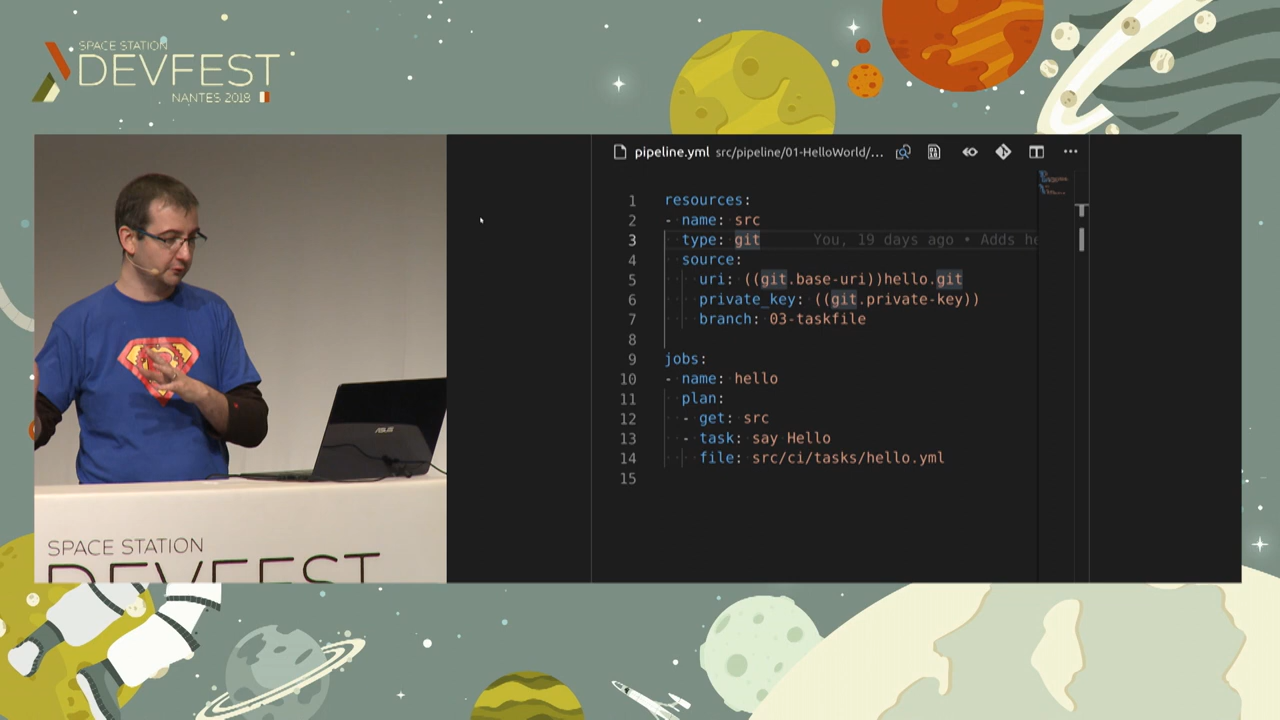 SPACE STATION
DEVFEST
NANTES 2018
pipeline.yml src/pipeline/01-HelloWorld/...
1 resources:
2 - name: src
3 type: git You, 19 days ago • Adds he
4 source:
5 uri: ((git.base-uri))hello.git
6 private_key: ((git.private-key))
7 branch: 03-taskfile
8
9 jobs:
10 - name: hello
11 plan:
12 - get: src
13 - task: say Hello
14 file: src/ci/tasks/hello.yml
15
ASUS
SPACE STATION
DEVFEST